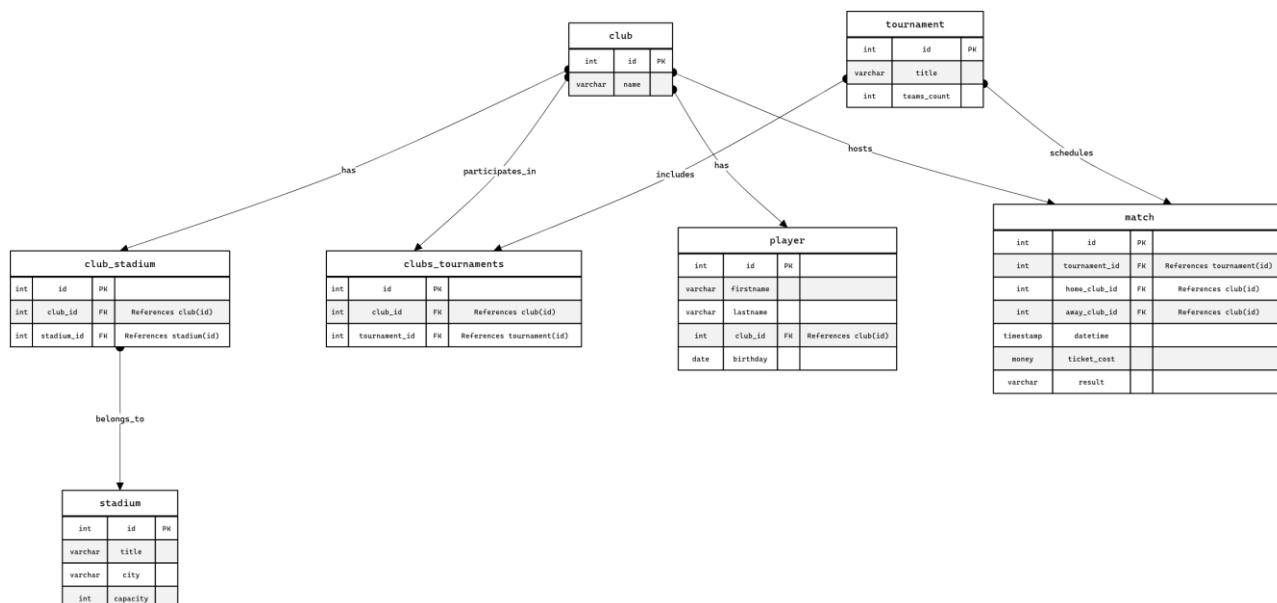 club
int id PK
varchar name
tournament
int id PK
varchar title
int teams_count
has
participates_in
has
includes
hosts
schedules
club_stadium
int id PK
int club_id FK References club(id)
int stadium_id FK References stadium(id)
clubs_tournaments
int id PK
int club_id FK References club(id)
int tournament_id FK References tournament(id)
player
int id PK
varchar firstname
varchar lastname
int club_id FK References club(id)
date birthday
match
int id PK
int tournament_id FK References tournament(id)
int home_club_id FK References club(id)
int away_club_id FK References club(id)
timestamp datetime
money ticket_cost
varchar result
belongs_to
stadium
int id PK
varchar title
varchar city
int capacity